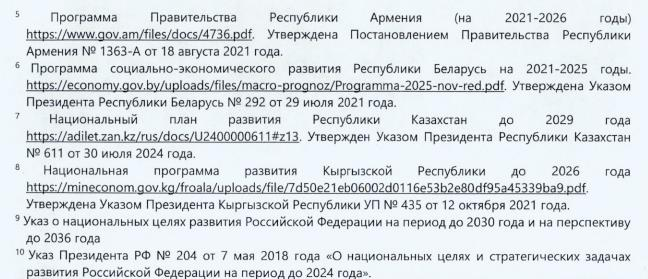 ⁵ Программа Правительства Республики Армения (на 2021-2026 годы)
https://www.gov.am/files/docs/4736.pdf. Утверждена Постановлением Правительства Республики
Армения № 1363-А от 18 августа 2021 года.
⁶ Программа социально-экономического развития Республики Беларусь на 2021-2025 годы.
https://economy.gov.by/uploads/files/macro-prognoz/Programma-2025-nov-red.pdf. Утверждена Указом
Президента Республики Беларусь № 292 от 29 июля 2021 года.
⁷ Национальный план развития Республики Казахстан до 2029 года
https://adilet.zan.kz/rus/docs/U2400000611#z13. Утвержден Указом Президента Республики Казахстан
№ 611 от 30 июля 2024 года.
⁸ Национальная программа развития Кыргызской Республики до 2026 года
https://mineconom.gov.kg/froala/uploads/file/7d50e21eb06002d0116e53b2e80df95a45339ba9.pdf.
Утверждена Указом Президента Кыргызской Республики УП № 435 от 12 октября 2021 года.
⁹ Указ о национальных целях развития Российской Федерации на период до 2030 года и на перспективу
до 2036 года
¹⁰ Указ Президента РФ № 204 от 7 мая 2018 года «О национальных целях и стратегических задачах
развития Российской Федерации на период до 2024 года».